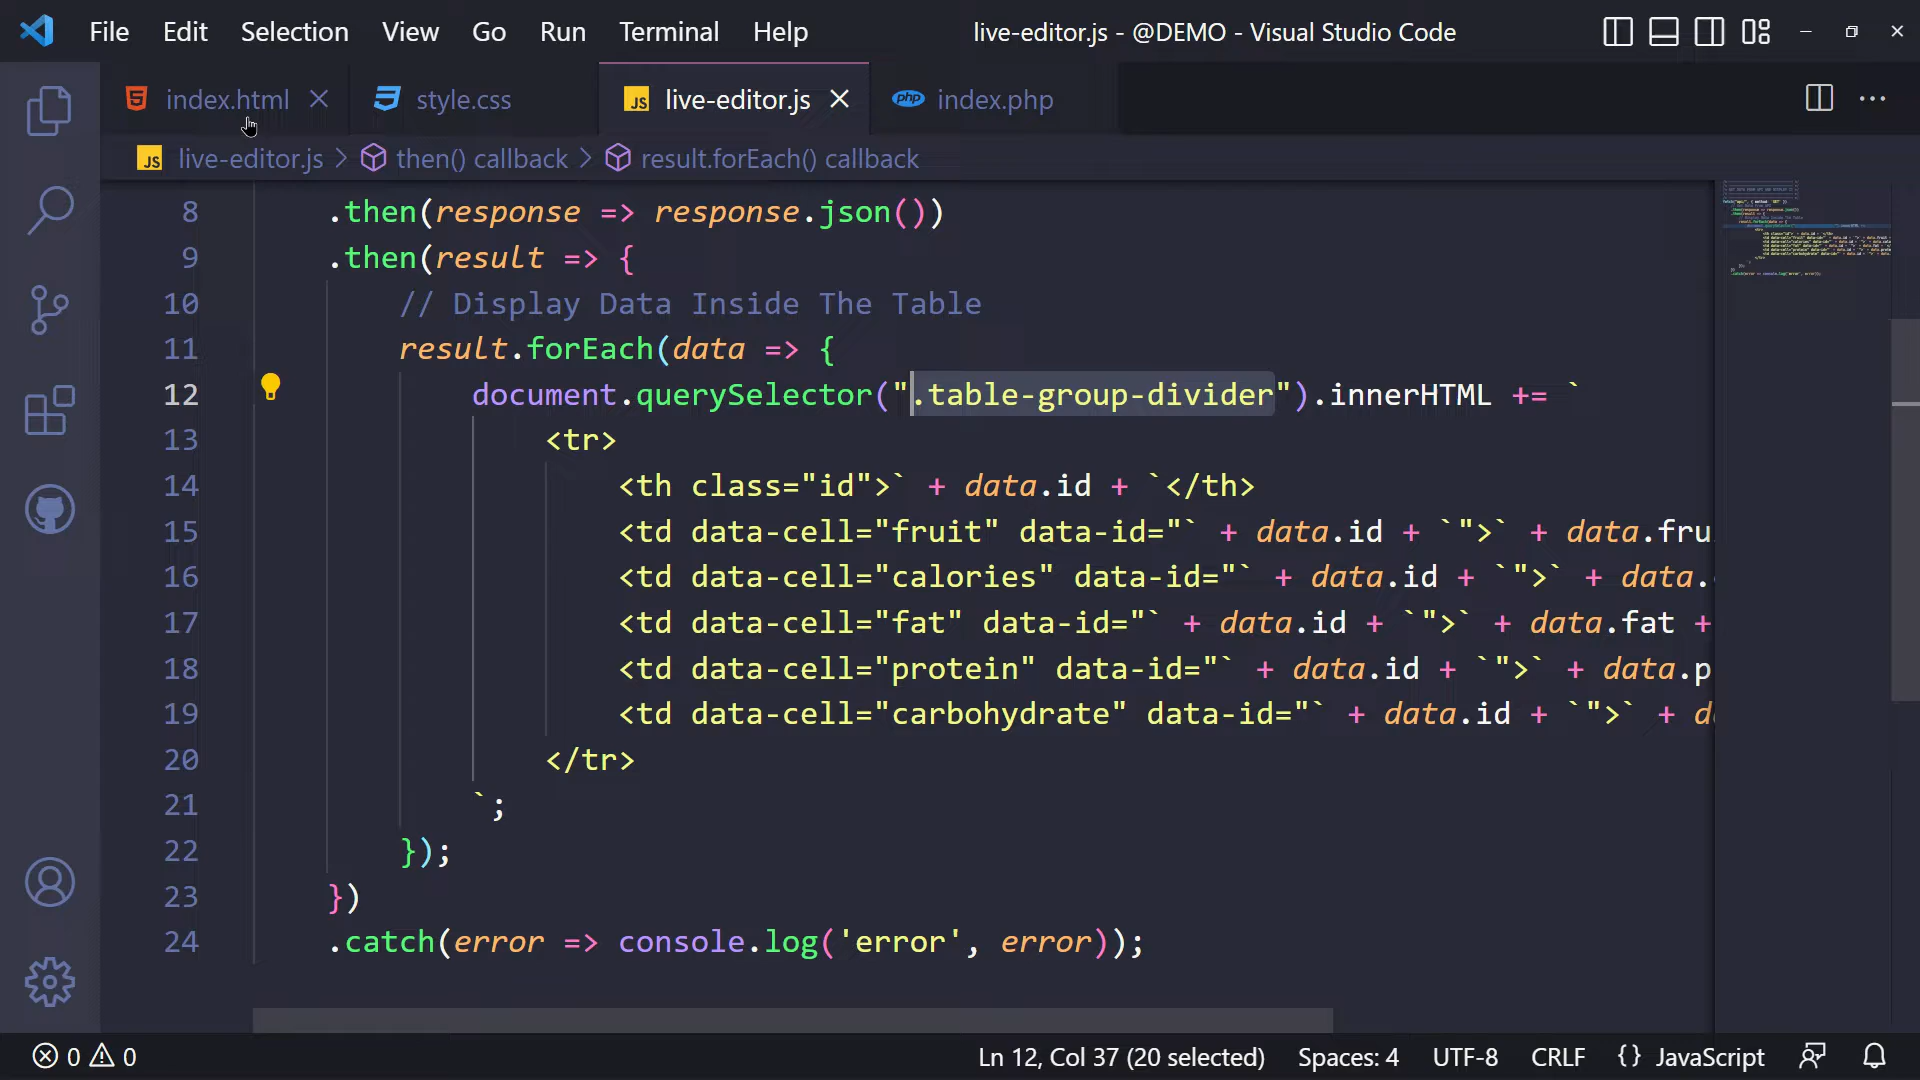 File Edit Selection View Go Run Terminal Help live-editor.js - @DEMO - Visual Studio Code
index.html style.css JS live-editor.js php index.php
JS live-editor.js > then() callback > result.forEach() callback
8 .then(response => response.json())
9 .then(result => {
10 // Display Data Inside The Table
11 result.forEach(data => {
12 document.querySelector(".table-group-divider").innerHTML += `
13 <tr>
14 <th class="id">` + data.id + `</th>
15 <td data-cell="fruit" data-id="` + data.id + `">` + data.fru
16 <td data-cell="calories" data-id="` + data.id + `">` + data.
17 <td data-cell="fat" data-id="` + data.id + `">` + data.fat +
18 <td data-cell="protein" data-id="` + data.id + `">` + data.p
19 <td data-cell="carbohydrate" data-id="` + data.id + `">` + d
20 </tr>
21 `;
22 });
23 })
24 .catch(error => console.log('error', error));
0 0 Ln 12, Col 37 (20 selected) Spaces: 4 UTF-8 CRLF {} JavaScript